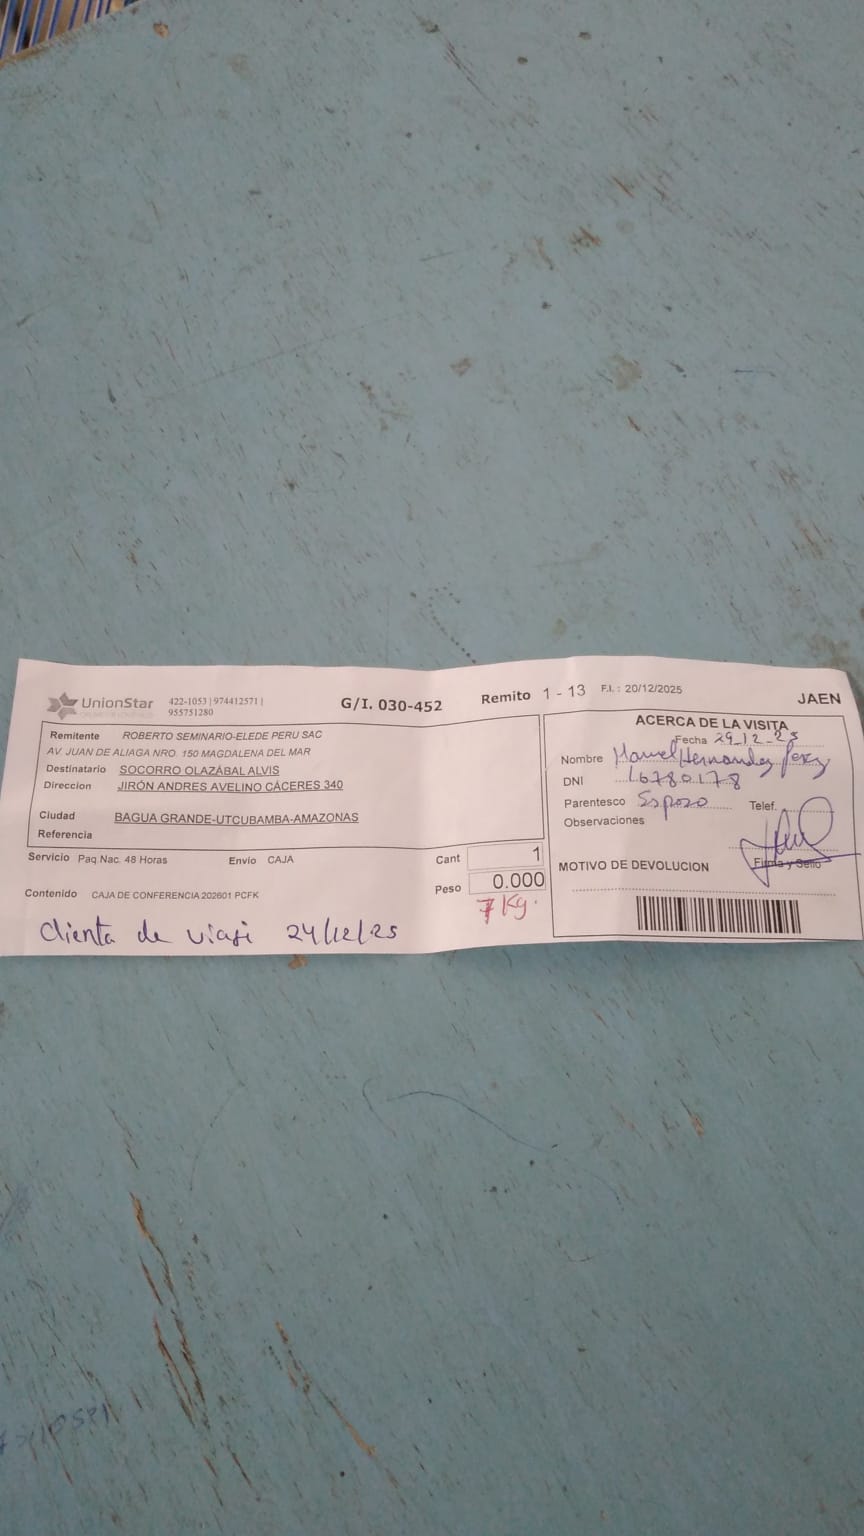 UnionStar
422-1053 | 974412571 |
955751280
G/I. 030-452
Remito 1 - 13
F.I. : 20/12/2025
JAEN
Remitente ROBERTO SEMINARIO-ELEDE PERU SAC
AV. JUAN DE ALIAGA NRO. 150 MAGDALENA DEL MAR
Destinatario SOCORRO OLAZÁBAL ALVIS
Direccion JIRÓN ANDRES AVELINO CÁCERES 340
Ciudad BAGUA GRANDE-UTCUBAMBA-AMAZONAS
Referencia
Servicio Paq Nac. 48 Horas Envio CAJA
Cant 1
Peso 0.000
7 Kg.
Contenido CAJA DE CONFERENCIA 202601 PCFK
Clienta de viaje 24/12/25
ACERCA DE LA VISITA
Fecha 29-12-25
Nombre Manuel Hernandez Perez
DNI 16780178
Parentesco Esposo Telef.
Observaciones
Firma y Sello
MOTIVO DE DEVOLUCION